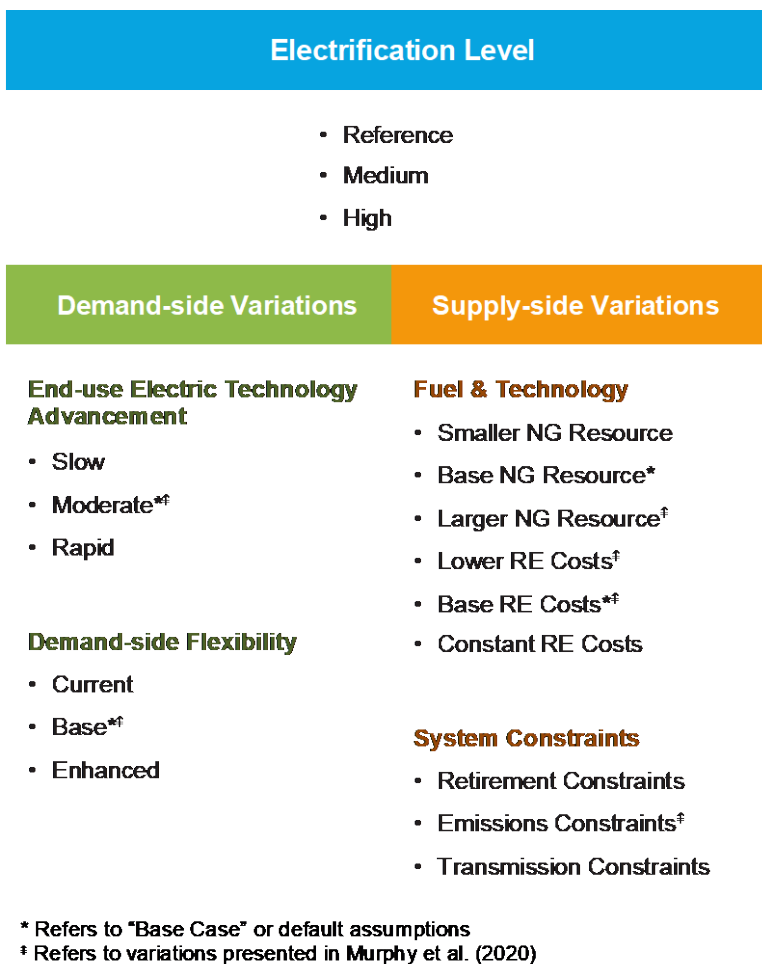 Electrification Level
• Reference
• Medium
• High
Demand-side Variations
Supply-side Variations
End-use Electric Technology
Advancement
• Slow
• Moderate*‡
• Rapid
Demand-side Flexibility
• Current
• Base*‡
• Enhanced
Fuel & Technology
• Smaller NG Resource
• Base NG Resource*
• Larger NG Resource‡
• Lower RE Costs‡
• Base RE Costs*‡
• Constant RE Costs
System Constraints
• Retirement Constraints
• Emissions Constraints‡
• Transmission Constraints
* Refers to “Base Case” or default assumptions
‡ Refers to variations presented in Murphy et al. (2020)